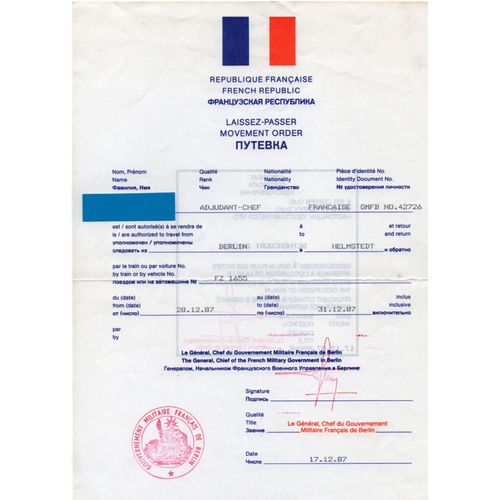 REPUBLIQUE FRANÇAISE
FRENCH REPUBLIC
ФРАНЦУЗСКАЯ РЕСПУБЛИКА
LAISSEZ-PASSER
MOVEMENT ORDER
ПУТЕВКА
Nom, Prénom Qualité Nationalité Pièce d'identité No.
Name Rank Nationality Identity Document No.
Фамилия, Имя Чин Гражданство № удостоверения личности
ADJUDANT-CHEF FRANCAISE GMFB NO.42726
est / sont autorisé(s) à se rendre de à et retour
is / are authorized to travel from to and return
уполномочен / уполномочены
следовать из BERLIN в HELMSTEDT и обратно
par le train ou par voiture No.
by train or by vehicle No.
поездом или на автомашине № FZ 1655
du (date) au (date) inclus
from (date) to (date) inclusive
от (число) 28.12.87 по (число) 31.12.87 включительно
par
by
Le Général, Chef du Gouvernement Militaire Français de Berlin
The General, Chief of the French Military Government in Berlin
Генералом, Начальником Французского Военного Управления в Берлине
Signature
Подпись
Qualité
Title Le Général, Chef du Gouvernement
Звание Militaire Français de Berlin
Date
Число 17.12.87
GOUVERNEMENT MILITAIRE FRANÇAIS DE BERLIN